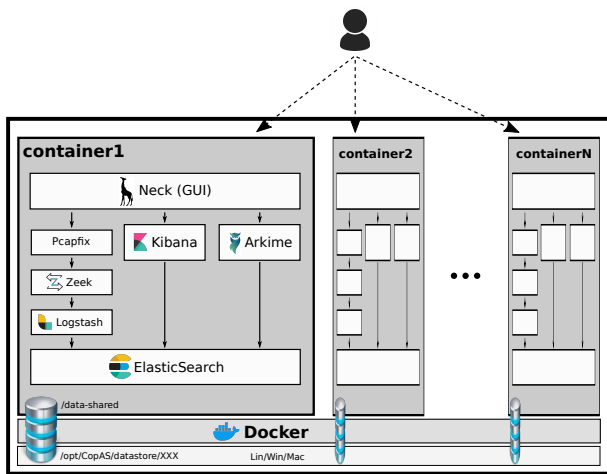 container1
container2
containerN
Neck (GUI)
Pcapfix
Kibana
Arkime
Zeek
Logstash
ElasticSearch
...
/data-shared
Docker
/opt/CopAS/datastore/XXX
Lin/Win/Mac